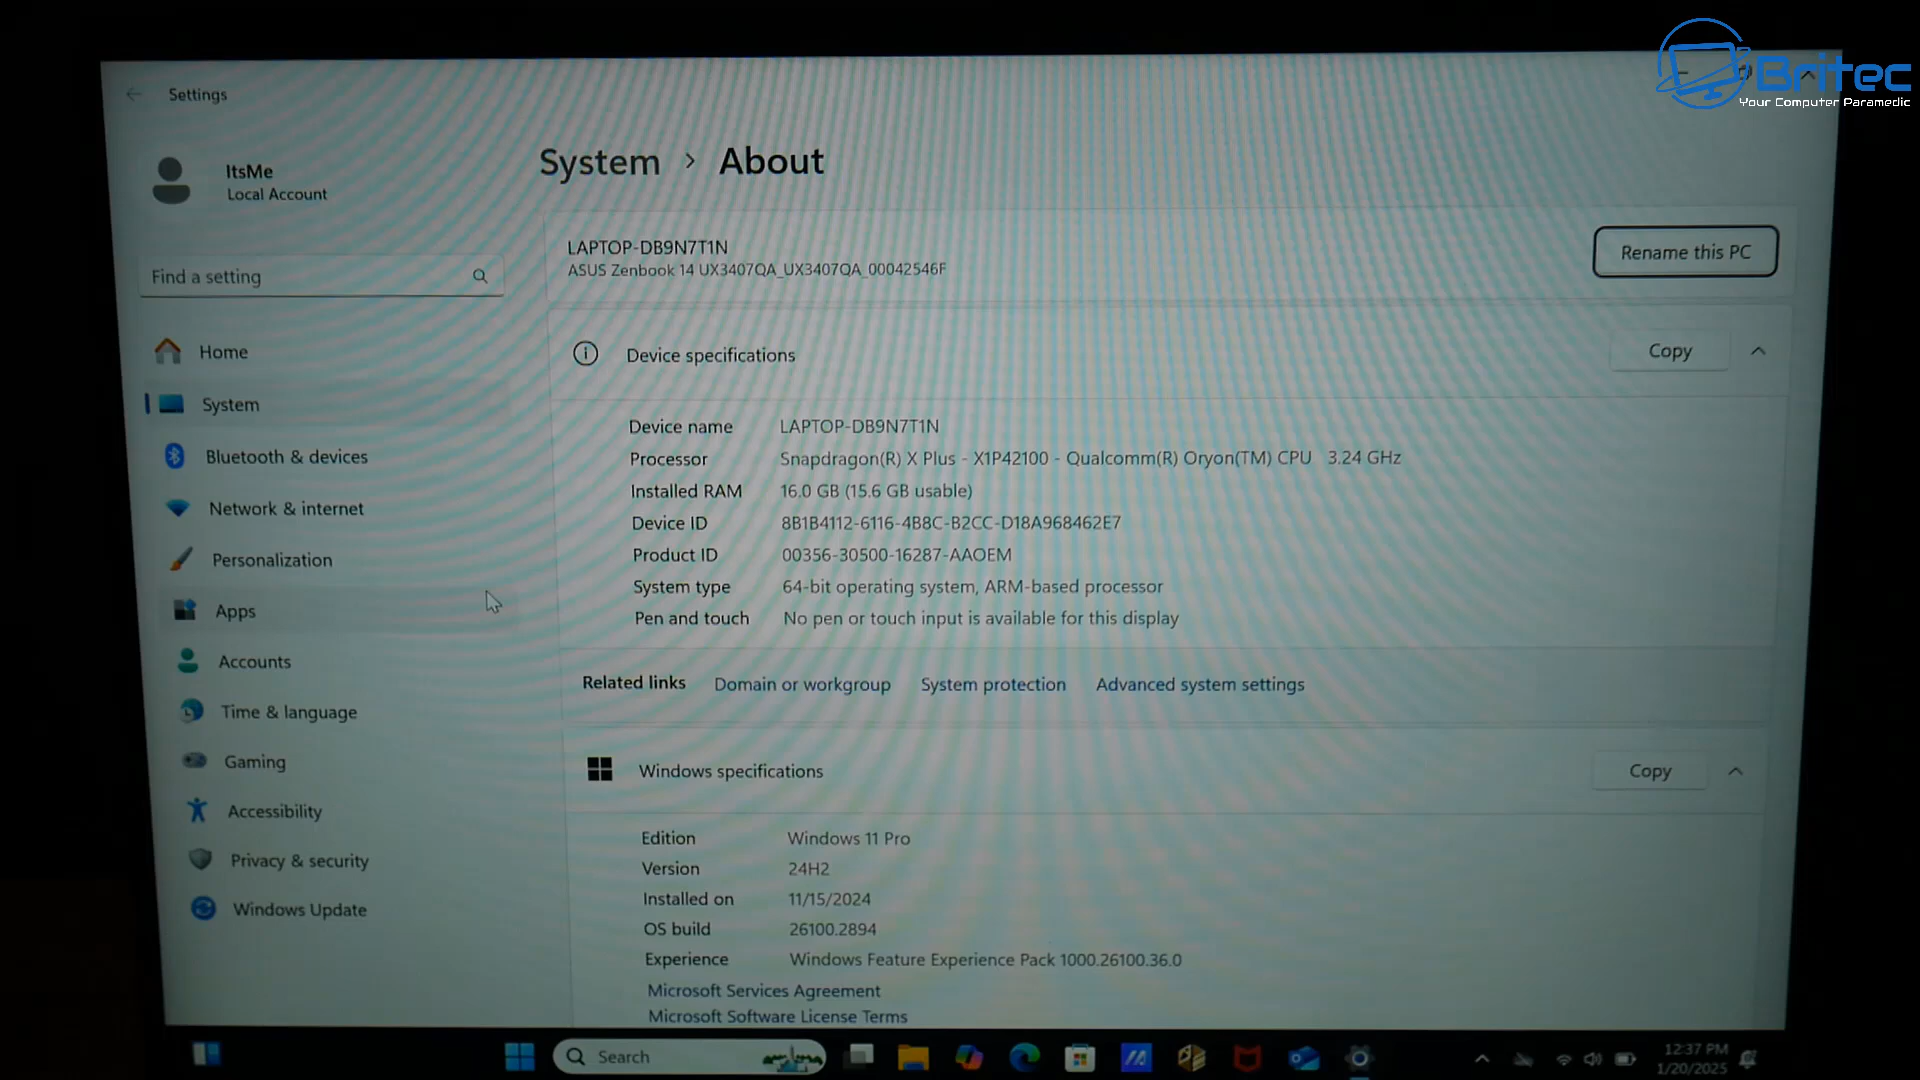 Britec
Your Computer Paramedic
Settings
ItsMe
Local Account
Find a setting
Home
System
Bluetooth & devices
Network & internet
Personalization
Apps
Accounts
Time & language
Gaming
Accessibility
Privacy & security
Windows Update
System > About
LAPTOP-DB9N7T1N
ASUS Zenbook 14 UX3407QA_UX3407QA_00042546F
Rename this PC
Device specifications
Copy
Device name LAPTOP-DB9N7T1N
Processor Snapdragon(R) X Plus - X1P42100 - Qualcomm(R) Oryon(TM) CPU 3.24 GHz
Installed RAM 16.0 GB (15.6 GB usable)
Device ID 8B1B4112-6116-4B8C-B2CC-D18A968462E7
Product ID 00356-30500-16287-AAOEM
System type 64-bit operating system, ARM-based processor
Pen and touch No pen or touch input is available for this display
Related links Domain or workgroup System protection Advanced system settings
Windows specifications
Copy
Edition Windows 11 Pro
Version 24H2
Installed on 11/15/2024
OS build 26100.2894
Experience Windows Feature Experience Pack 1000.26100.36.0
Microsoft Services Agreement
Microsoft Software License Terms
Search
12:37 PM
1/20/2025